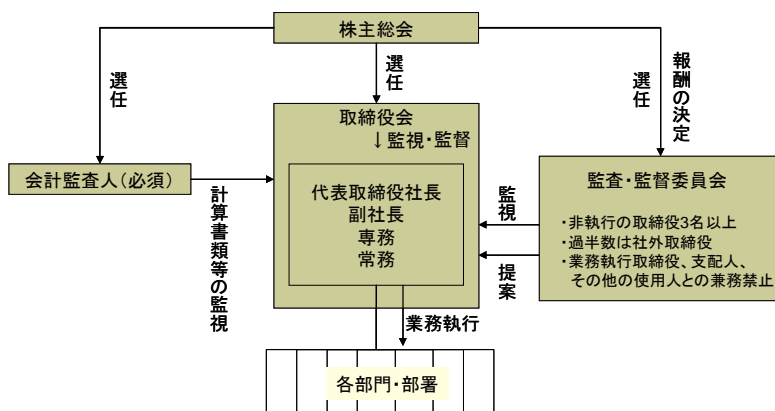 株主総会
選任
選任
選任
報酬の決定
取締役会
↓監視・監督
会計監査人(必須)
計算書類等の監視
代表取締役社長
副社長
専務
常務
監視
提案
監査・監督委員会
・非執行の取締役3名以上
・過半数は社外取締役
・業務執行取締役、支配人、
その他の使用人との兼務禁止
業務執行
各部門・部署